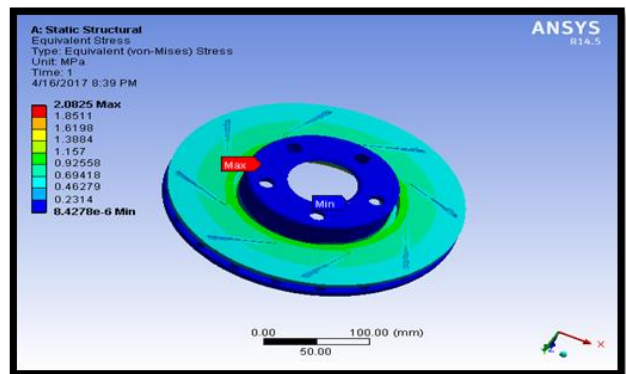 A: Static Structural
Equivalent Stress
Type: Equivalent (von-Mises) Stress
Unit: MPa
Time: 1
4/16/2017 8:39 PM
2.0825 Max
1.8511
1.6198
1.3884
1.157
0.92558
0.69418
0.46279
0.2314
8.4278e-6 Min
ANSYS
R14.5
Max
Min
0.00 100.00 (mm)
50.00
X